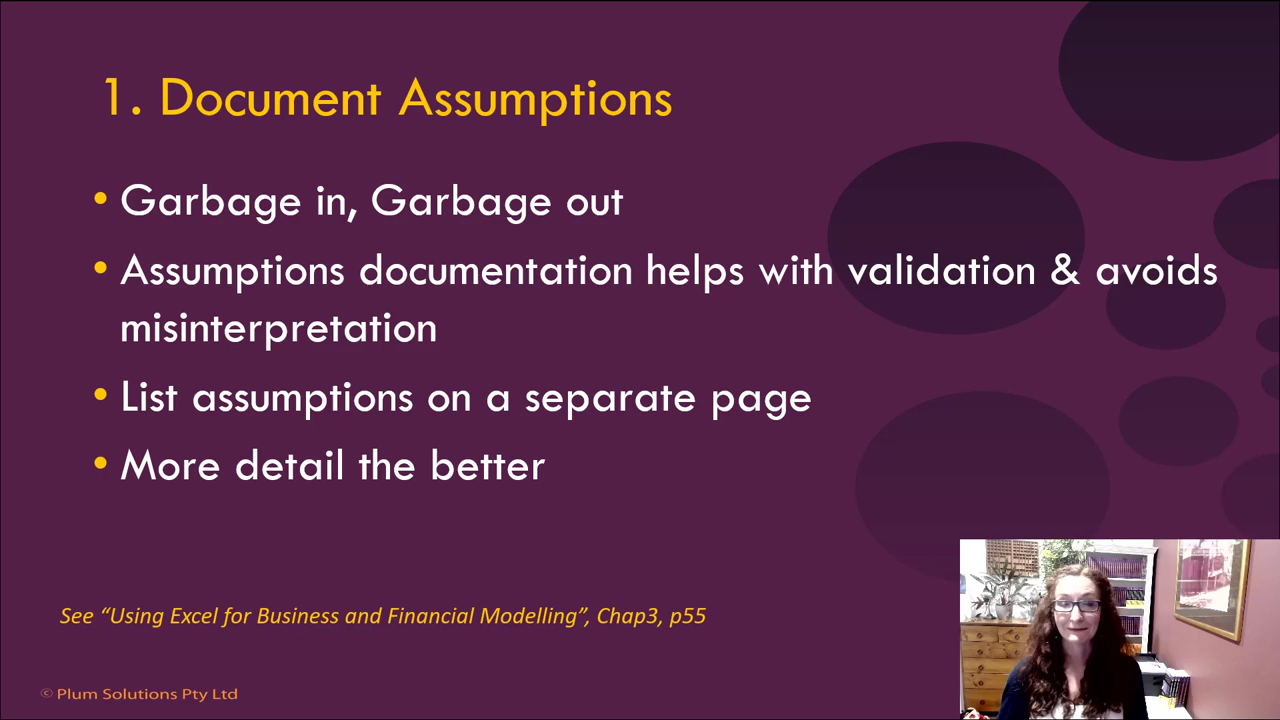 1. Document Assumptions
• Garbage in, Garbage out
• Assumptions documentation helps with validation & avoids
misinterpretation
• List assumptions on a separate page
• More detail the better
See “Using Excel for Business and Financial Modelling”, Chap3, p55
© Plum Solutions Pty Ltd